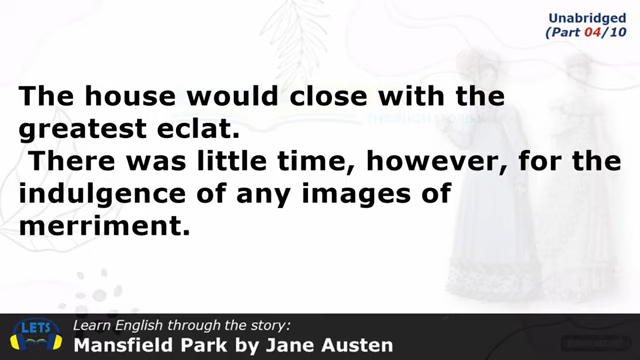 Unabridged
(Part 04/10
The house would close with the
greatest eclat.
There was little time, however, for the
indulgence of any images of
merriment.
LETS
Learn English through the story:
Mansfield Park by Jane Austen